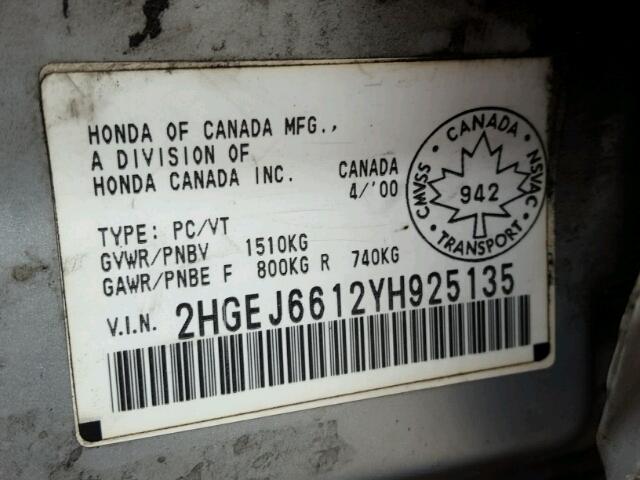 HONDA OF CANADA MFG.,
A DIVISION OF
HONDA CANADA INC.
CANADA
4/'00
CANADA
CMVSS
942
NSVAC
TRANSPORT
TYPE: PC/VT
GVWR/PNBV 1510KG
GAWR/PNBE F 800KG R 740KG
V.I.N. 2HGEJ6612YH925135